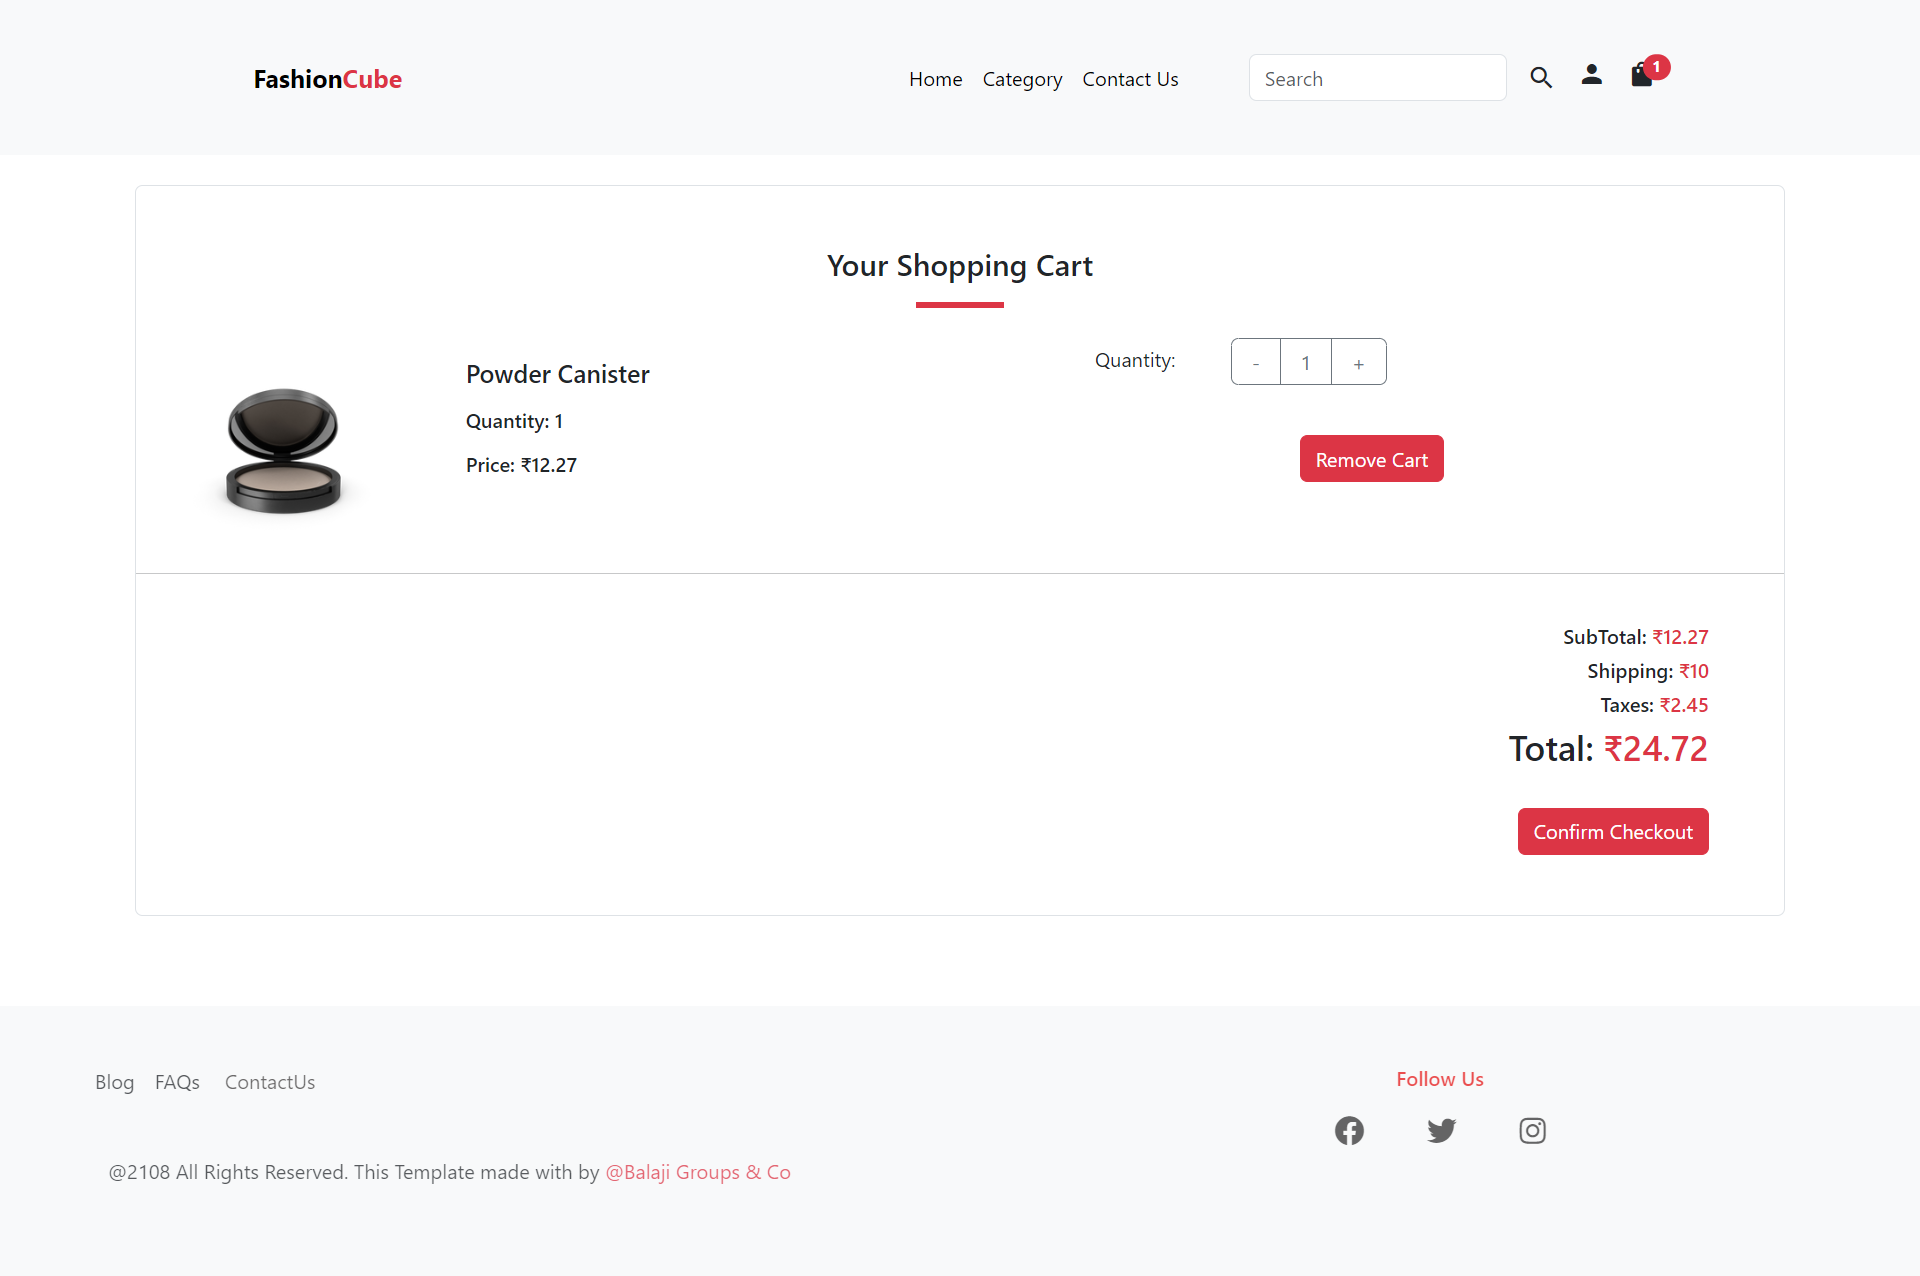 FashionCube
Home Category Contact Us
Search
1
Your Shopping Cart
Powder Canister
Quantity: 1
Price: ₹12.27
Quantity:
- 1 +
Remove Cart
SubTotal: ₹12.27
Shipping: ₹10
Taxes: ₹2.45
Total: ₹24.72
Confirm Checkout
Blog FAQs ContactUs
Follow Us
@2108 All Rights Reserved. This Template made with by @Balaji Groups & Co